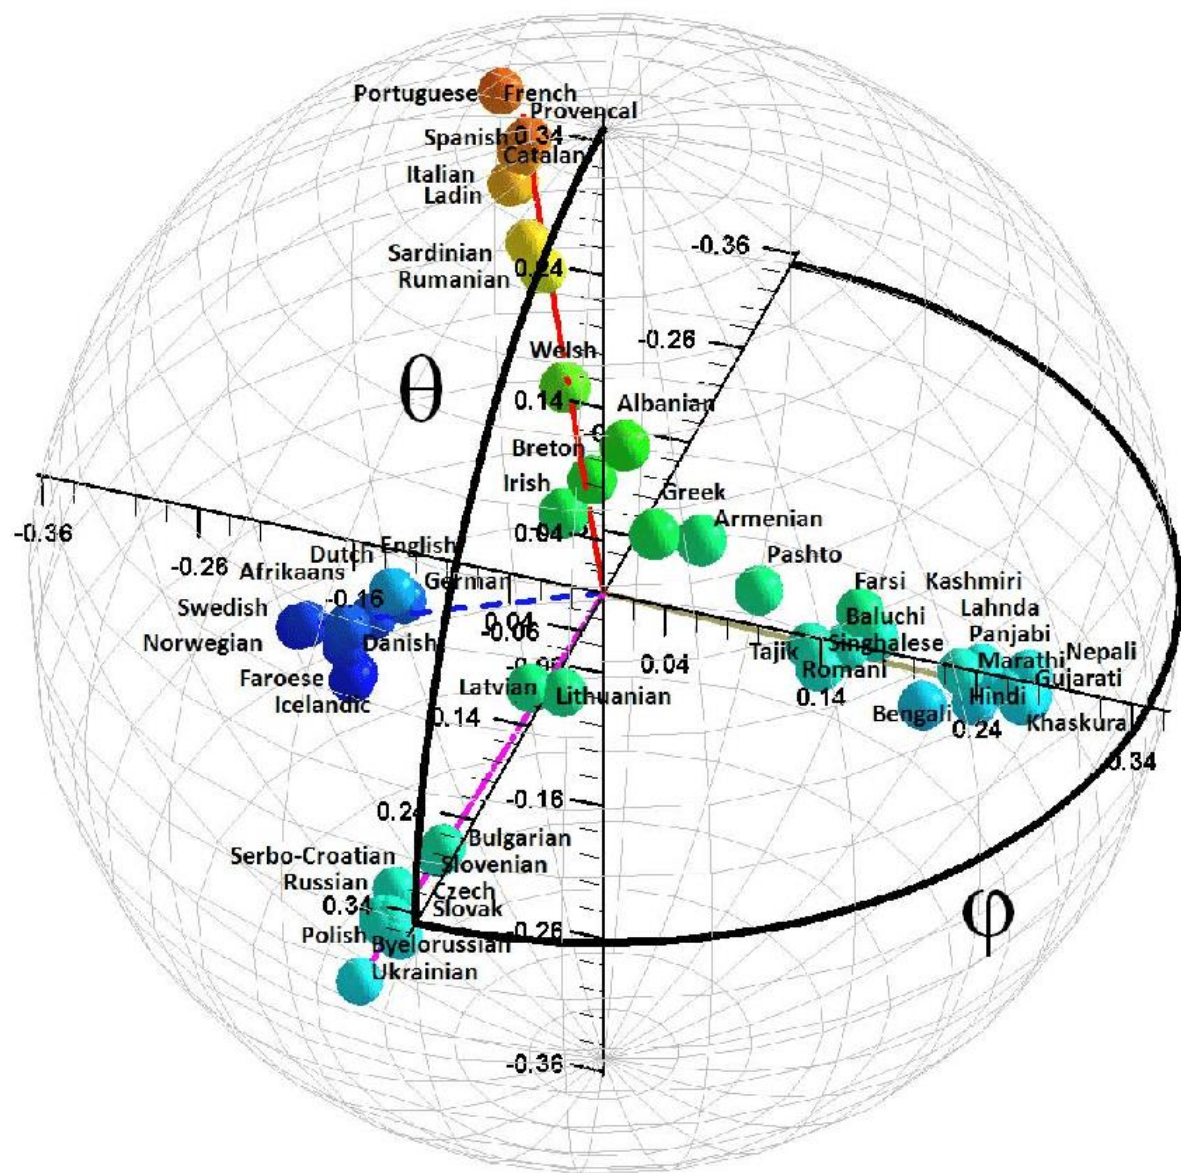 Portuguese French
Provencal
Spanish 0.34
Catalan
Italian
Ladin
-0.36
Sardinian
0.24
Rumanian
-0.26
Welsh
θ
0.14
Albanian
Breton
Irish
Greek
Armenian
0.04
-0.36
Pashto
Dutch English
-0.26
Afrikaans
German
Farsi Kashmiri
-0.16
Swedish
Baluchi Lahnda
0.04
-0.06
Norwegian
Danish
Singhalese Panjabi
Tajik
Nepali
0.04
Marathi
Romani
Gujarati
Faroese
Latvian Lithuanian
Icelandic
0.14
Hindi
0.14
Bengali
0.24
Khaskura
0.34
-0.16
0.24
Bulgarian
Serbo-Croatian
Slovenian
Russian
Czech
0.34
Slovak
φ
Polish
Byelorussian
0.26
Ukrainian
-0.36